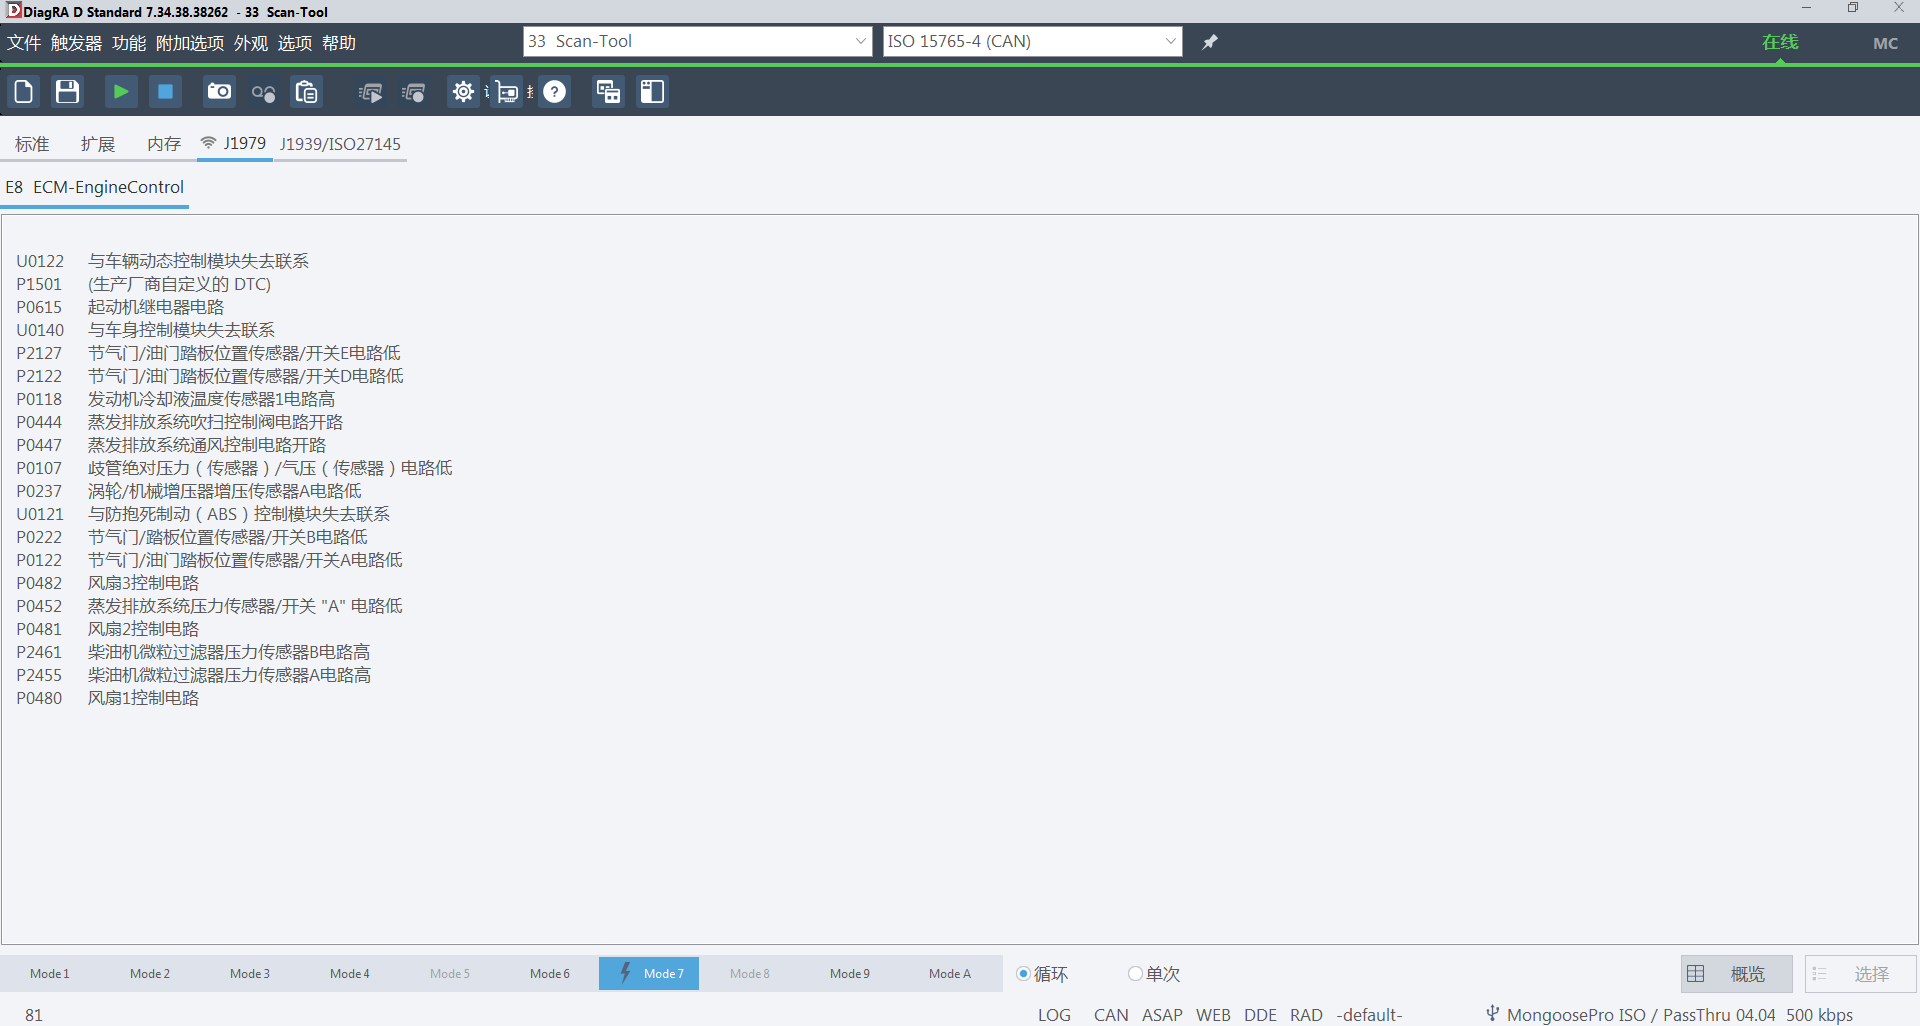 DiagRA D Standard 7.34.38.38262 - 33 Scan-Tool
文件 触发器 功能 附加选项 外观 选项 帮助
33 Scan-Tool
ISO 15765-4 (CAN)
在线
MC
标准 扩展 内存 J1979 J1939/ISO27145
E8 ECM-EngineControl
U0122 与车辆动态控制模块失去联系
P1501 (生产厂商自定义的 DTC)
P0615 起动机继电器电路
U0140 与车身控制模块失去联系
P2127 节气门/油门踏板位置传感器/开关E电路低
P2122 节气门/油门踏板位置传感器/开关D电路低
P0118 发动机冷却液温度传感器1电路高
P0444 蒸发排放系统吹扫控制阀电路开路
P0447 蒸发排放系统通风控制电路开路
P0107 歧管绝对压力（传感器）/气压（传感器）电路低
P0237 涡轮/机械增压器增压传感器A电路低
U0121 与防抱死制动（ABS）控制模块失去联系
P0222 节气门/踏板位置传感器/开关B电路低
P0122 节气门/油门踏板位置传感器/开关A电路低
P0482 风扇3控制电路
P0452 蒸发排放系统压力传感器/开关 "A" 电路低
P0481 风扇2控制电路
P2461 柴油机微粒过滤器压力传感器B电路高
P2455 柴油机微粒过滤器压力传感器A电路高
P0480 风扇1控制电路
Mode1 Mode2 Mode3 Mode4 Mode5 Mode6 Mode7 Mode8 Mode9 ModeA 循环 单次 概览 选择
81 LOG CAN ASAP WEB DDE RAD -default- MongoosePro ISO / PassThru 04.04 500 kbps